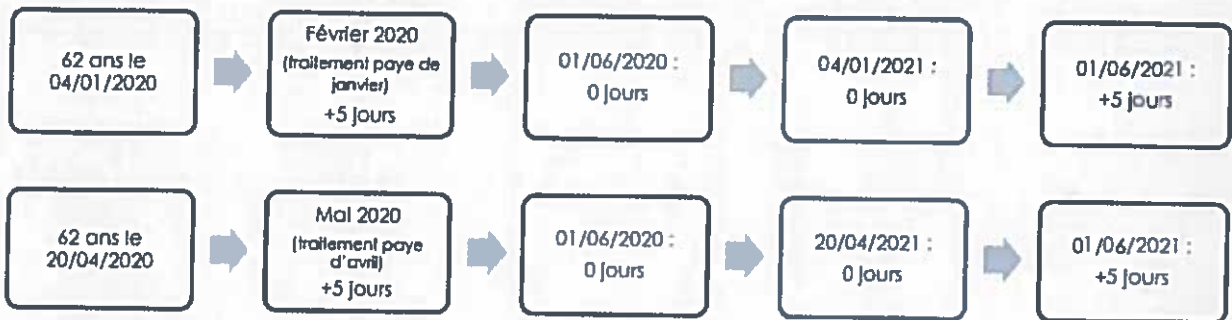 62 ans le
04/01/2020
Février 2020
(traitement paye de
janvier)
+5 jours
01/06/2020 :
0 jours
04/01/2021 :
0 jours
01/06/2021 :
+5 jours
62 ans le
20/04/2020
Mai 2020
(traitement paye
d'avril)
+5 jours
01/06/2020 :
0 jours
20/04/2021 :
0 jours
01/06/2021 :
+5 jours